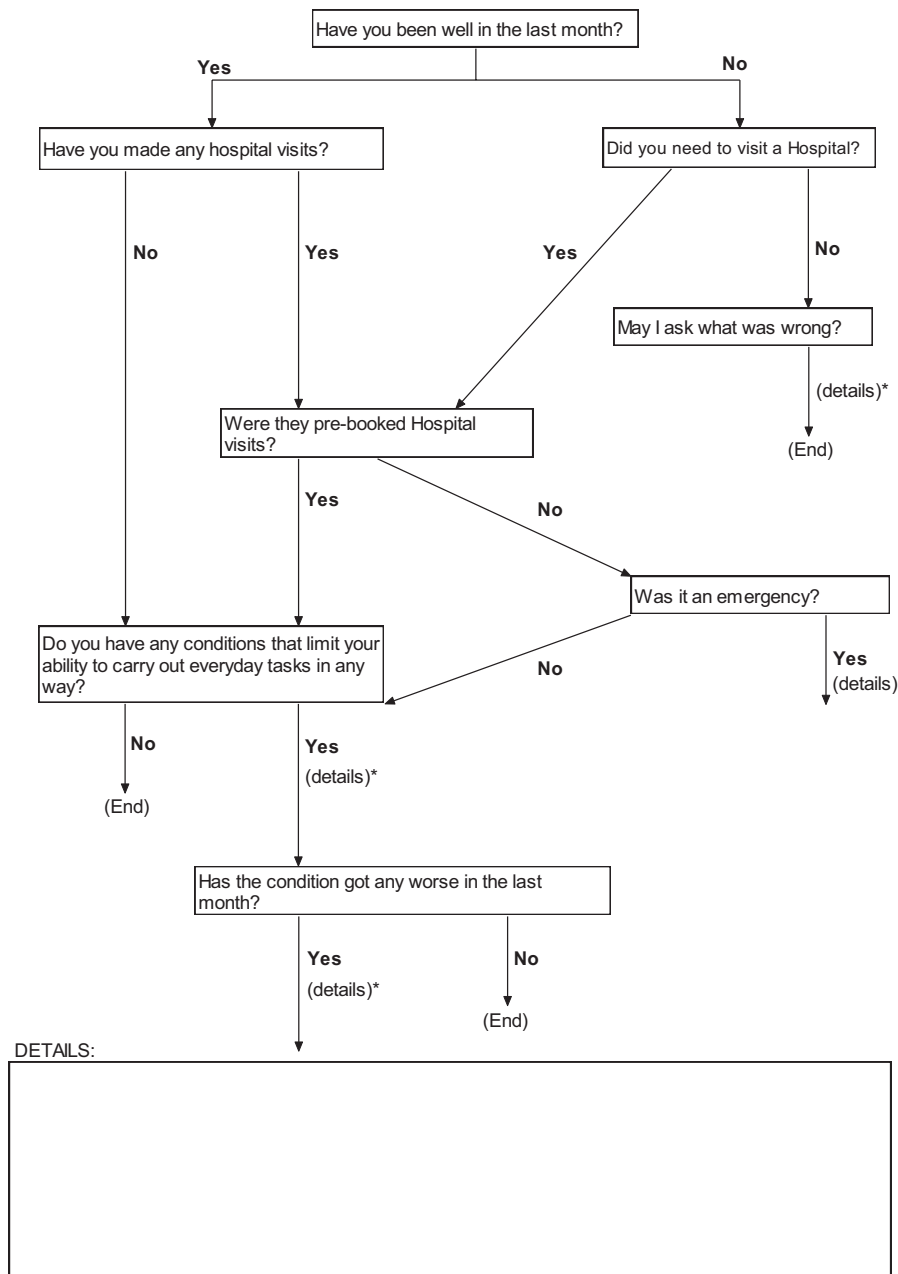 Have you been well in the last month?
Yes
No
Have you made any hospital visits?
Did you need to visit a Hospital?
No
Yes
Yes
No
May I ask what was wrong?
(details)*
(End)
Were they pre-booked Hospital
visits?
Yes
No
Was it an emergency?
Do you have any conditions that limit your
ability to carry out everyday tasks in any
way?
No
Yes
(details)
No
(End)
Yes
(details)*
Has the condition got any worse in the last
month?
Yes
(details)*
No
(End)
DETAILS: